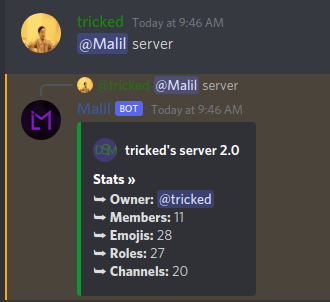 tricked Today at 9:46 AM
@Malil server
@tricked @Malil server
Malil BOT Today at 9:46 AM
DSM tricked's server 2.0
Stats »
➥ Owner: @tricked
➥ Members: 11
➥ Emojis: 28
➥ Roles: 27
➥ Channels: 20